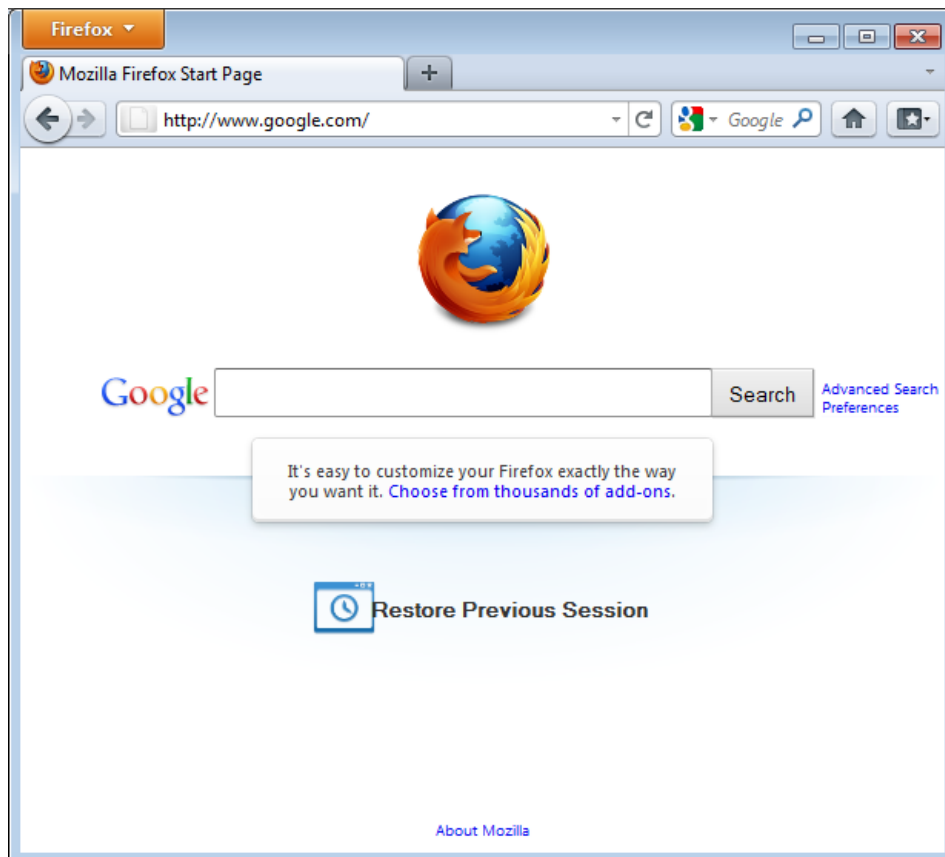 Firefox
Mozilla Firefox Start Page
http://www.google.com/
Google
Google
Search
Advanced Search
Preferences
It's easy to customize your Firefox exactly the way
you want it. Choose from thousands of add-ons.
Restore Previous Session
About Mozilla